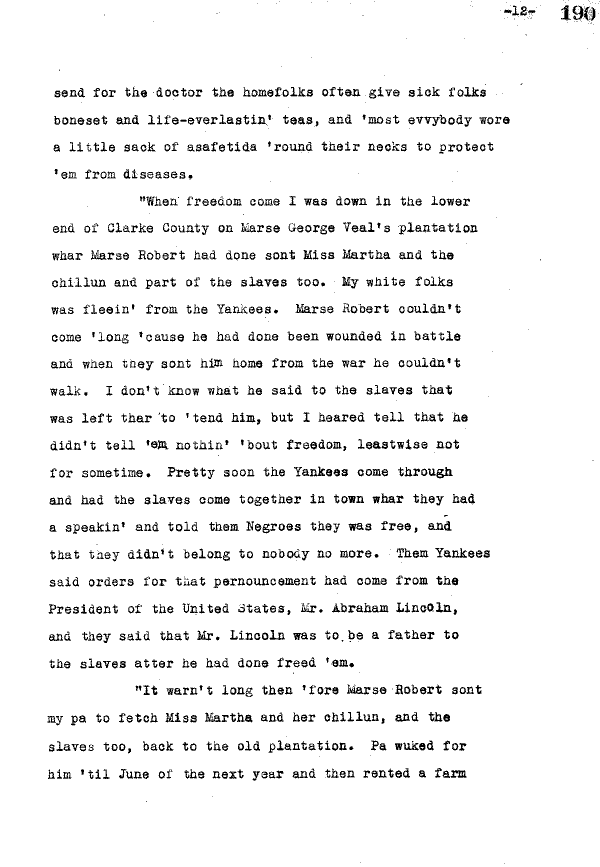 -12- 190
send for the doctor the homefolks often give sick folks
boneset and life-everlastin' teas, and 'most evvybody wore
a little sack of asafetida 'round their necks to protect
'em from diseases.
"When freedom come I was down in the lower
end of Clarke County on Marse George Veal's plantation
whar Marse Robert had done sont Miss Martha and the
chillun and part of the slaves too. My white folks
was fleein' from the Yankees. Marse Robert couldn't
come 'long 'cause he had done been wounded in battle
and when they sont him home from the war he couldn't
walk. I don't know what he said to the slaves that
was left thar to 'tend him, but I heared tell that he
didn't tell 'em nothin' 'bout freedom, leastwise not
for sometime. Pretty soon the Yankees come through
and had the slaves come together in town whar they had
a speakin' and told them Negroes they was free, and
that they didn't belong to nobody no more. Them Yankees
said orders for that pernouncement had come from the
President of the United States, Mr. Abraham Lincoln,
and they said that Mr. Lincoln was to be a father to
the slaves atter he had done freed 'em.
"It warn't long then 'fore Marse Robert sont
my pa to fetch Miss Martha and her chillun, and the
slaves too, back to the old plantation. Pa wuked for
him 'til June of the next year and then rented a farm